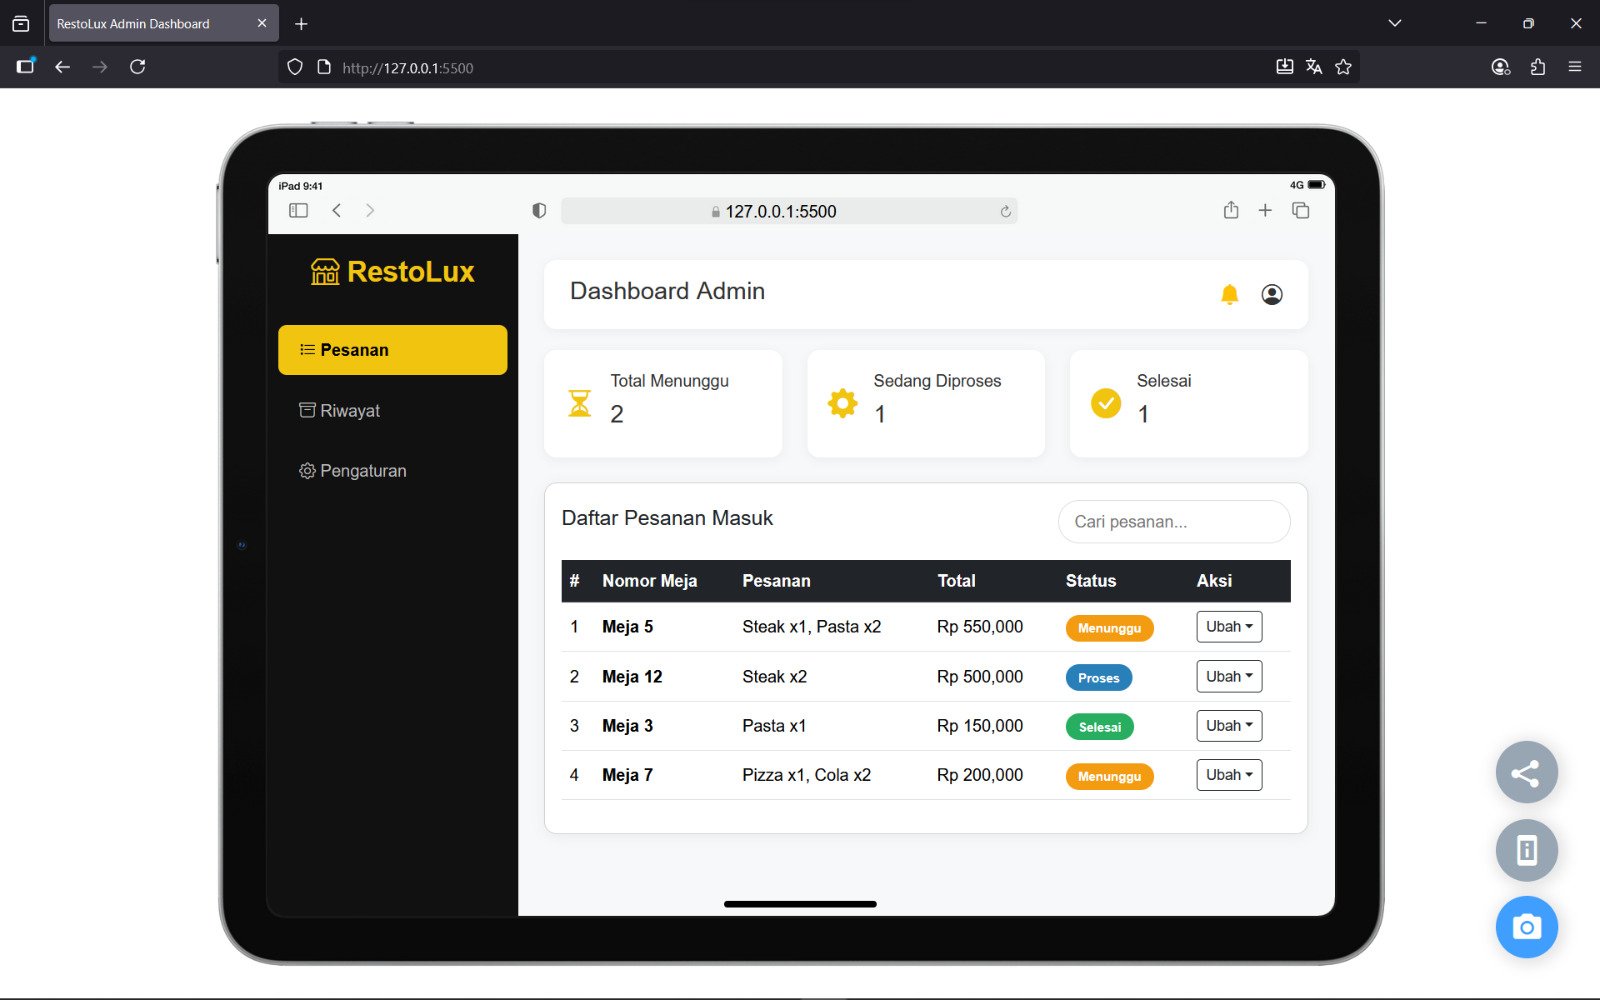 RestoLux Admin Dashboard
http://127.0.0.1:5500
iPad 9:41
4G
127.0.0.1:5500
RestoLux
Pesanan
Riwayat
Pengaturan
Dashboard Admin
Total Menunggu
2
Sedang Diproses
1
Selesai
1
Daftar Pesanan Masuk
Cari pesanan...
# Nomor Meja Pesanan Total Status Aksi
1 Meja 5 Steak x1, Pasta x2 Rp 550,000 Menunggu Ubah
2 Meja 12 Steak x2 Rp 500,000 Proses Ubah
3 Meja 3 Pasta x1 Rp 150,000 Selesai Ubah
4 Meja 7 Pizza x1, Cola x2 Rp 200,000 Menunggu Ubah